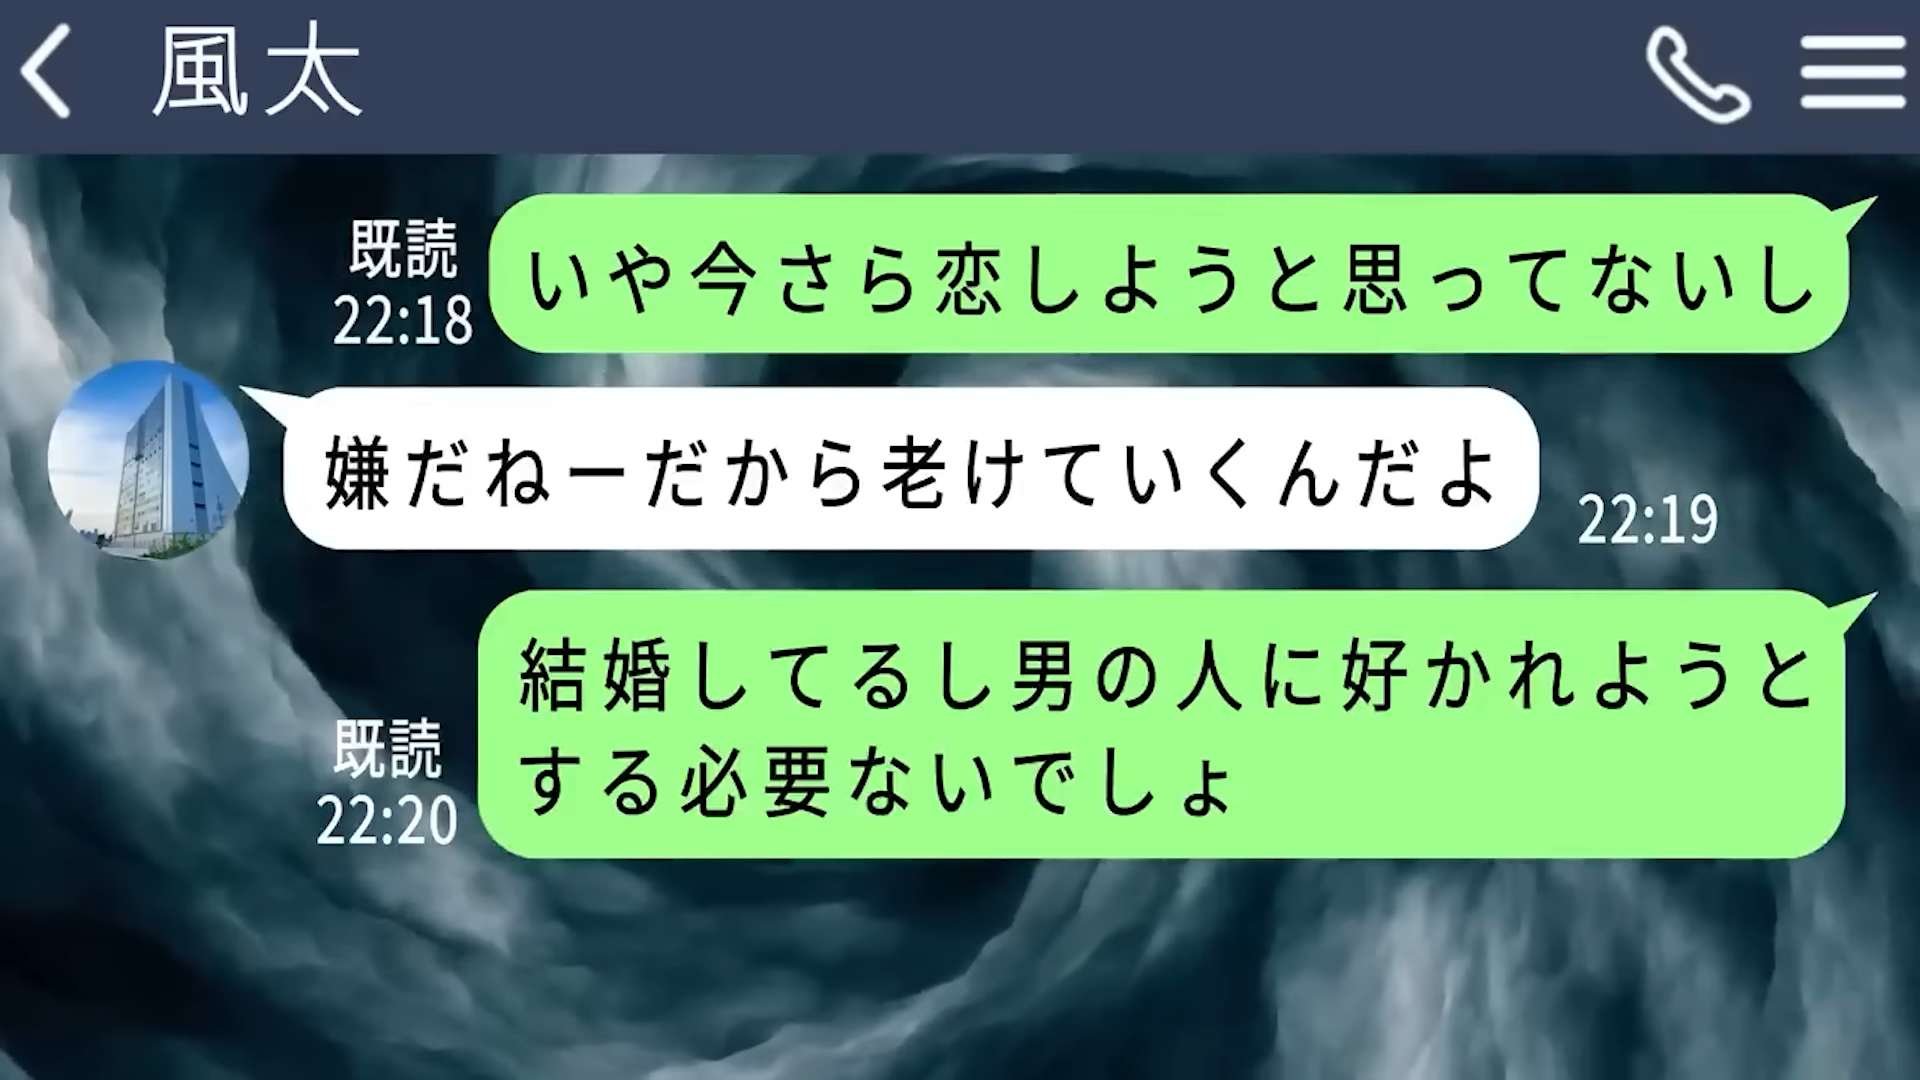 風太
いや今さら恋しようと思ってないし
既読
22:18
嫌だねーだから老けていくんだよ
22:19
結婚してるし男の人に好かれようと
する必要ないでしょ
既読
22:20